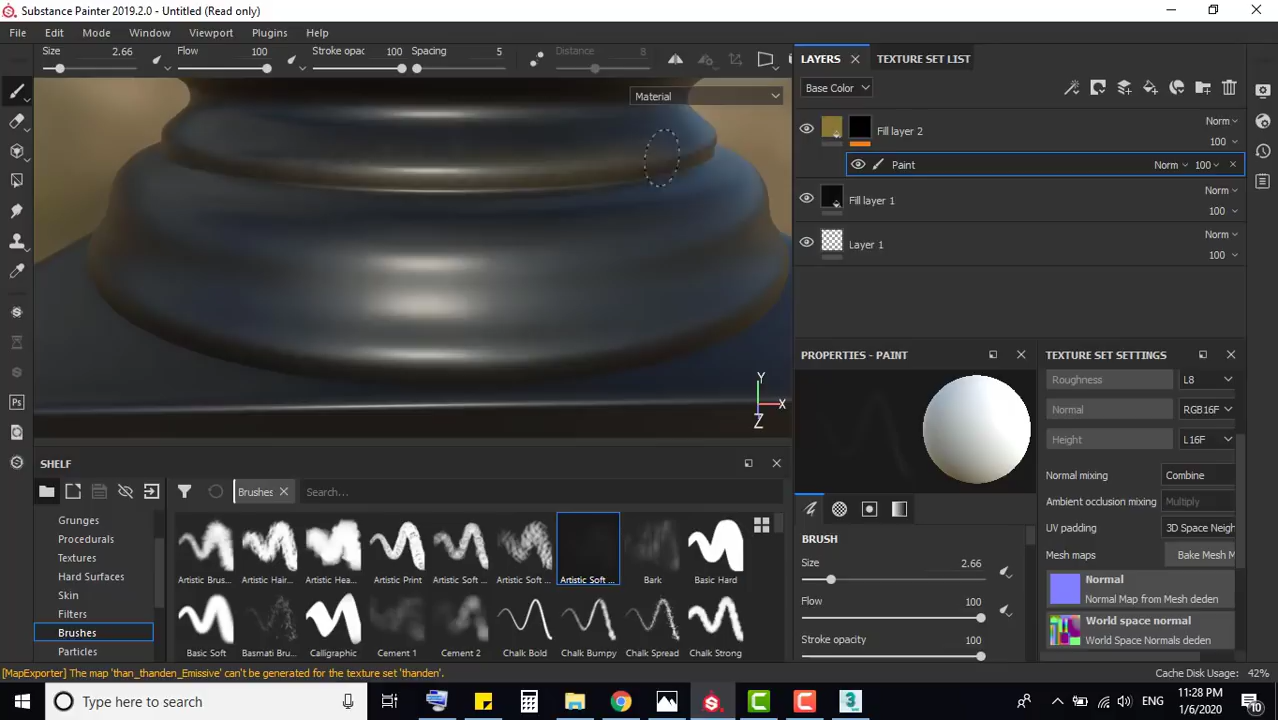 Substance Painter 2019.2.0 - Untitled (Read only)
File Edit Mode Window Viewport Plugins Help
Size 2.66 Flow 100 Stroke opac 100 Spacing 5 Distance 8
Material
LAYERS TEXTURE SET LIST
Base Color
Fill layer 2 Norm 100
Paint Norm 100
Fill layer 1 Norm 100
Layer 1 Norm 100
Y
X
Z
PROPERTIES - PAINT
BRUSH
Size 2.66
Flow 100
Stroke opacity 100
TEXTURE SET SETTINGS
Roughness L8
Normal RGB16F
Height L16F
Normal mixing Combine
Ambient occlusion mixing Multiply
UV padding 3D Space Neigh
Mesh maps Bake Mesh M
Normal
Normal Map from Mesh deden
World space normal
World Space Normals deden
SHELF
Brushes Search...
Grunges
Procedurals
Textures
Hard Surfaces
Skin
Filters
Brushes
Particles
Artistic Brus... Artistic Hair... Artistic Hea... Artistic Print Artistic Soft ... Artistic Soft ... Artistic Soft ... Bark Basic Hard
Basic Soft Basmati Bru... Calligraphic Cement 1 Cement 2 Chalk Bold Chalk Bumpy Chalk Spread Chalk Strong
[MapExporter] The map 'than_thanden_Emissive' can't be generated for the texture set 'thanden'.
Cache Disk Usage: 42%
Type here to search
Ps
ENG
11:28 PM
1/6/2020
10